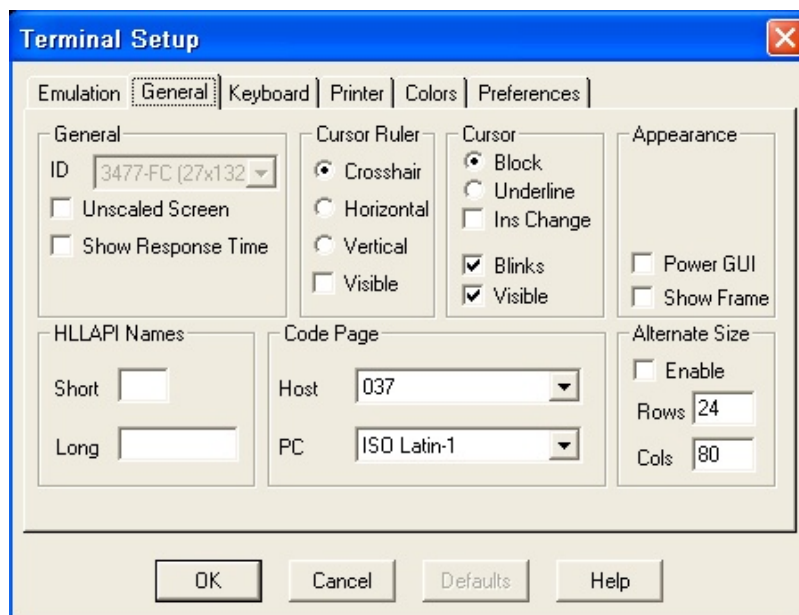 Terminal Setup
Emulation General Keyboard Printer Colors Preferences
General
ID 3477-FC (27x132
Unscaled Screen
Show Response Time
Cursor Ruler
Crosshair
Horizontal
Vertical
Visible
Cursor
Block
Underline
Ins Change
Blinks
Visible
Appearance
Power GUI
Show Frame
HLLAPI Names
Short
Long
Code Page
Host 037
PC ISO Latin-1
Alternate Size
Enable
Rows 24
Cols 80
OK Cancel Defaults Help